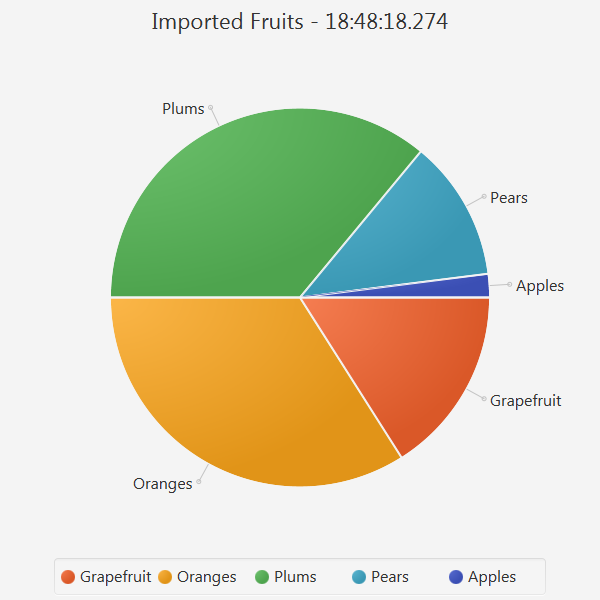 Imported Fruits - 18:48:18.274
Plums
Pears
Apples
Grapefruit
Oranges
Grapefruit Oranges Plums Pears Apples